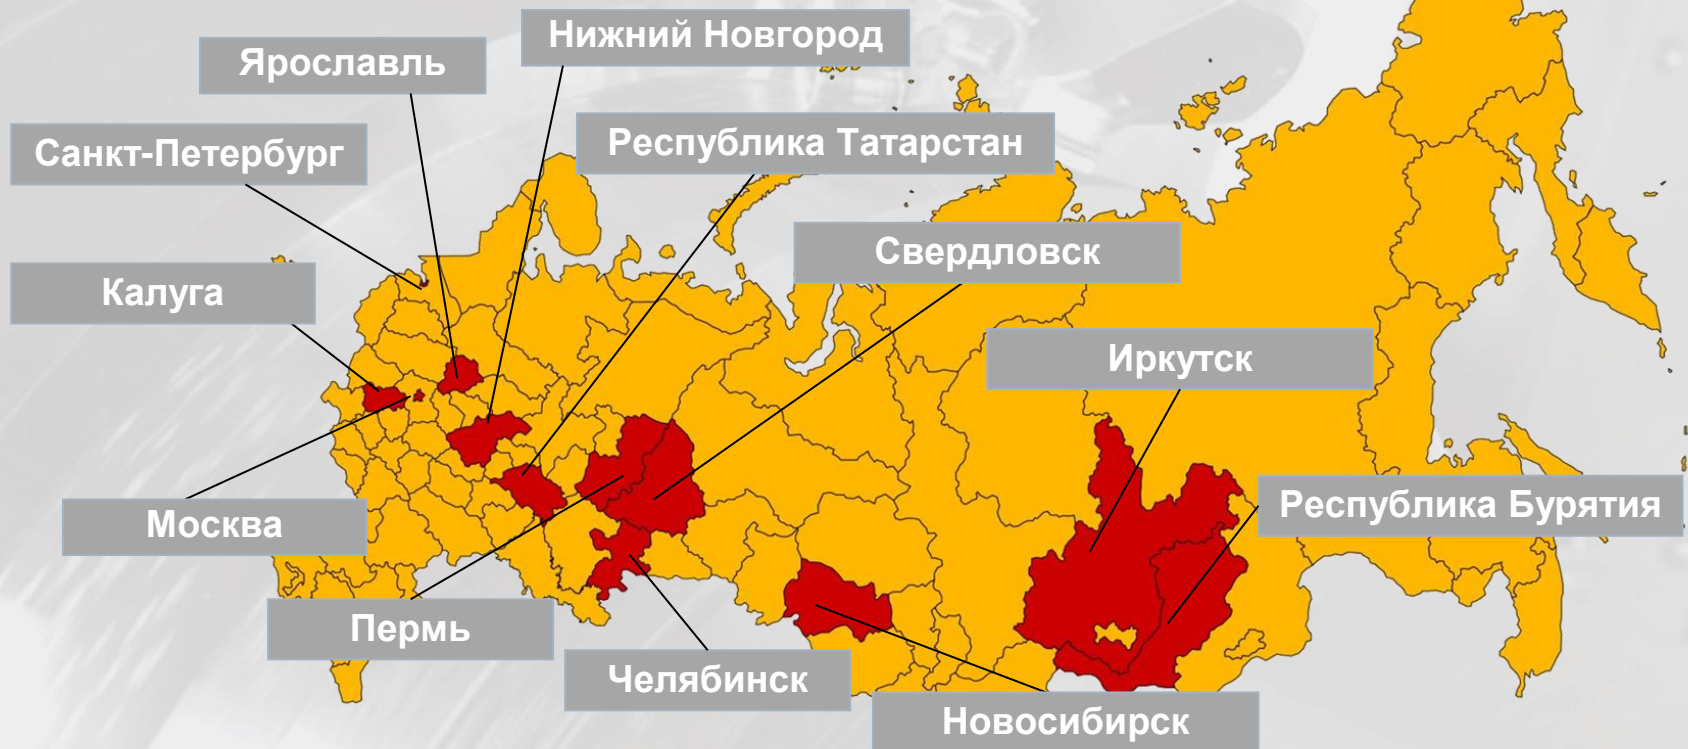 Нижний Новгород
Ярославль
Республика Татарстан
Санкт-Петербург
Свердловск
Калуга
Иркутск
Республика Бурятия
Москва
Пермь
Челябинск
Новосибирск